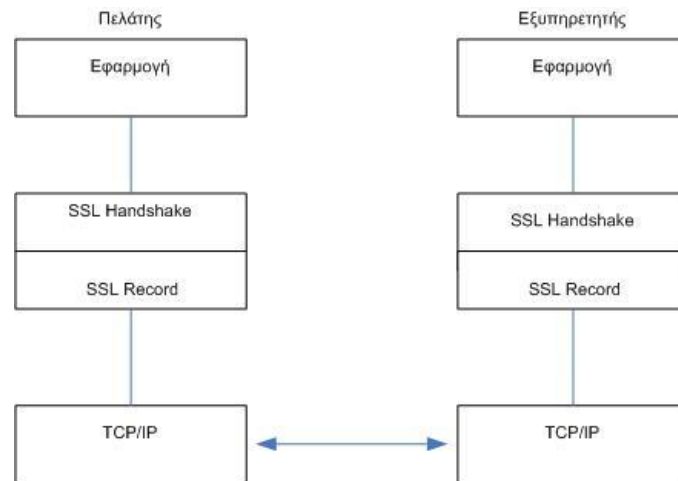 Πελάτης
Εξυπηρετητής
Εφαρμογή
Εφαρμογή
SSL Handshake
SSL Handshake
SSL Record
SSL Record
TCP/IP
TCP/IP